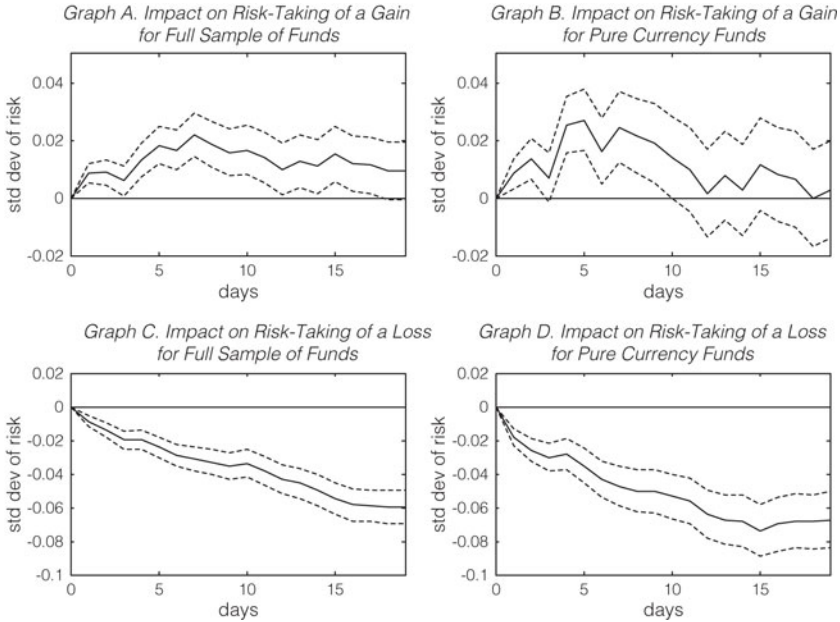 Graph A. Impact on Risk-Taking of a Gain
for Full Sample of Funds
0.04
0.02
0
-0.02
std dev of risk
0
5
10
15
days
Graph B. Impact on Risk-Taking of a Gain
for Pure Currency Funds
0.04
0.02
0
-0.02
std dev of risk
0
5
10
15
days
Graph C. Impact on Risk-Taking of a Loss
for Full Sample of Funds
0.02
0
-0.02
-0.04
-0.06
-0.08
-0.1
std dev of risk
0
5
10
15
days
Graph D. Impact on Risk-Taking of a Loss
for Pure Currency Funds
0.02
0
-0.02
-0.04
-0.06
-0.08
-0.1
std dev of risk
0
5
10
15
days